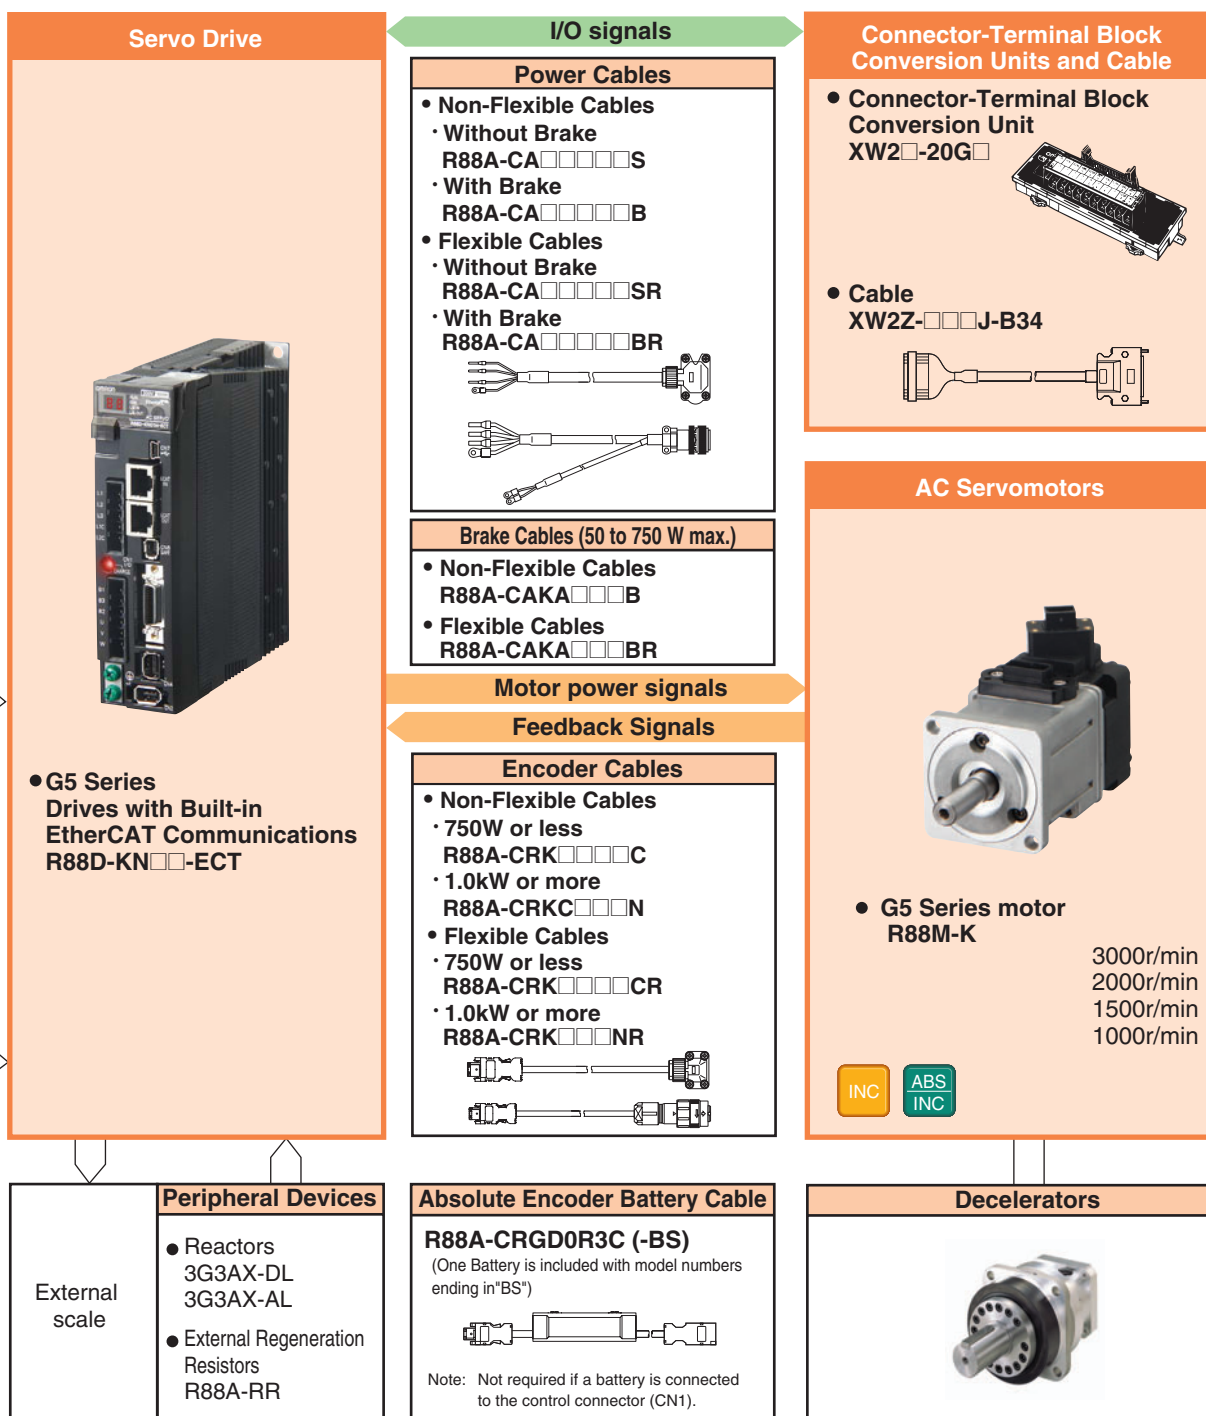 Servo Drive
I/O signals
Connector-Terminal Block
Conversion Units and Cable
Power Cables
• Non-Flexible Cables
· Without Brake
R88A-CA□□□□□S
· With Brake
R88A-CA□□□□□B
• Flexible Cables
· Without Brake
R88A-CA□□□□□SR
· With Brake
R88A-CA□□□□□BR
• Connector-Terminal Block
Conversion Unit
XW2□-20G□
• Cable
XW2Z-□□□J-B34
AC Servomotors
Brake Cables (50 to 750 W max.)
• Non-Flexible Cables
R88A-CAKA□□□B
• Flexible Cables
R88A-CAKA□□□BR
Motor power signals
Feedback Signals
• G5 Series
Drives with Built-in
EtherCAT Communications
R88D-KN□□-ECT
Encoder Cables
• Non-Flexible Cables
· 750W or less
R88A-CRK□□□□C
· 1.0kW or more
R88A-CRKC□□□N
• Flexible Cables
· 750W or less
R88A-CRK□□□□CR
· 1.0kW or more
R88A-CRK□□□NR
• G5 Series motor
R88M-K
3000r/min
2000r/min
1500r/min
1000r/min
INC
ABS
INC
External
scale
Peripheral Devices
• Reactors
3G3AX-DL
3G3AX-AL
• External Regeneration
Resistors
R88A-RR
Absolute Encoder Battery Cable
R88A-CRGD0R3C (-BS)
(One Battery is included with model numbers
ending in"BS")
Note: Not required if a battery is connected
to the control connector (CN1).
Decelerators